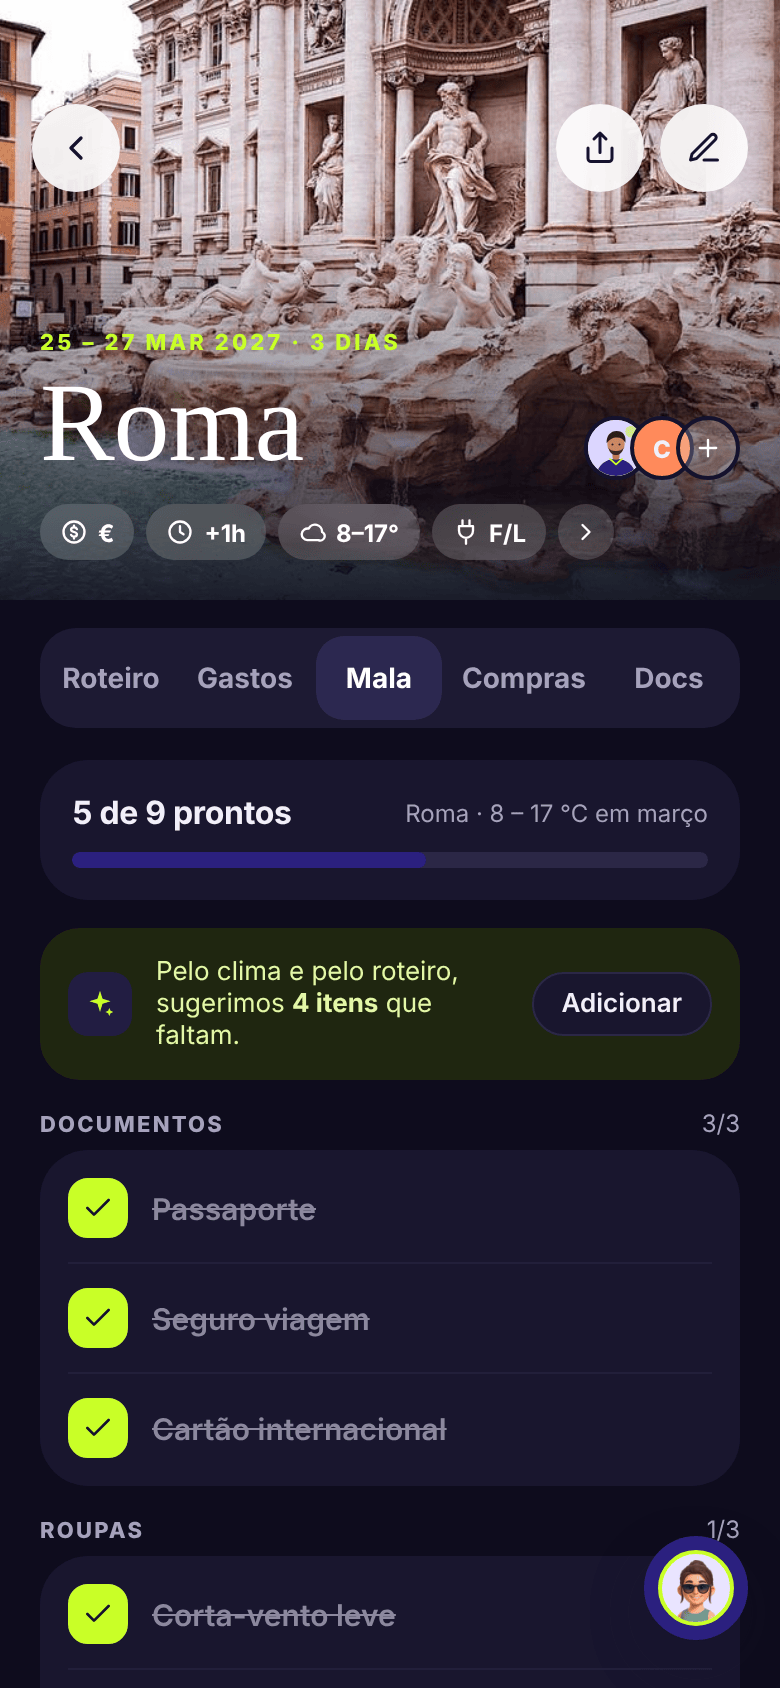 25 – 27 MAR 2027 · 3 DIAS
Roma
C
€
+1h
8–17°
F/L
Roteiro
Gastos
Mala
Compras
Docs
5 de 9 prontos
Roma · 8 – 17 °C em março
Pelo clima e pelo roteiro,
sugerimos 4 itens que
faltam.
Adicionar
DOCUMENTOS
3/3
Passaporte
Seguro viagem
Cartão internacional
ROUPAS
1/3
Corta-vento leve